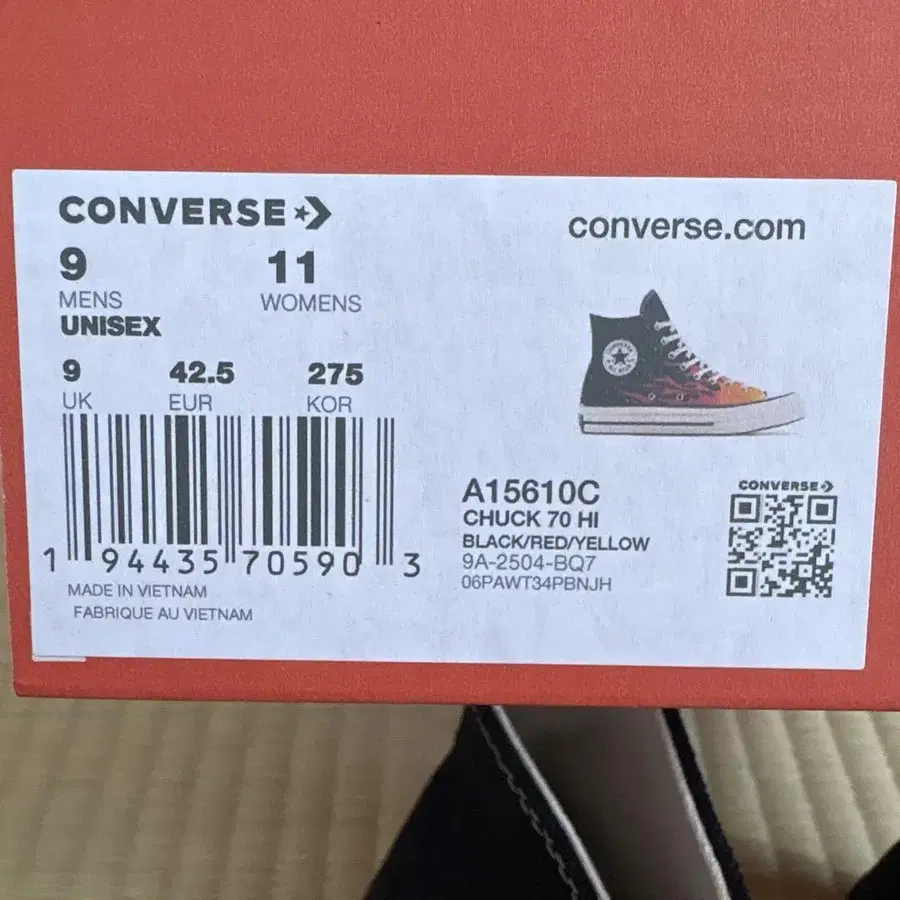 CONVERSE
converse.com
9 11
MENS WOMENS
UNISEX
9 42.5 275
UK EUR KOR
1 94435 70590 3
MADE IN VIETNAM
FABRIQUE AU VIETNAM
A15610C
CHUCK 70 HI
BLACK/RED/YELLOW
9A-2504-BQ7
06PAWT34PBNJH
CONVERSE